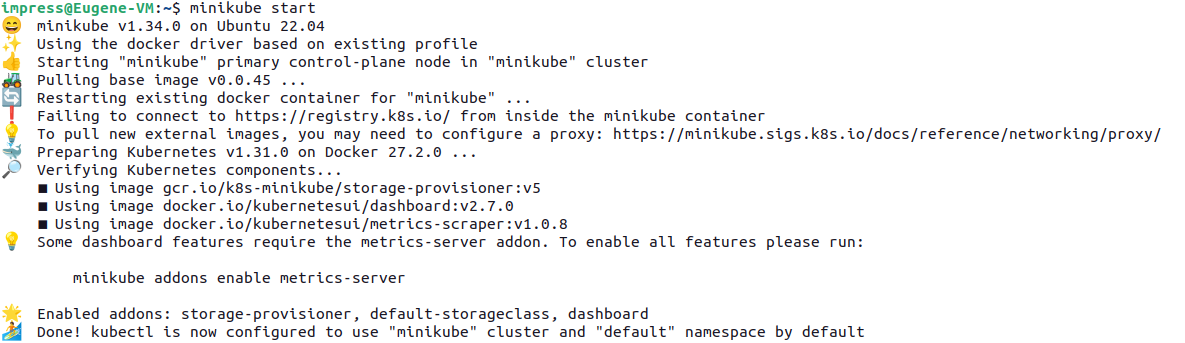 impress@Eugene-VM:~$ minikube start
😄 minikube v1.34.0 on Ubuntu 22.04
✨ Using the docker driver based on existing profile
👍 Starting "minikube" primary control-plane node in "minikube" cluster
🚜 Pulling base image v0.0.45 ...
🔄 Restarting existing docker container for "minikube" ...
❗ Failing to connect to https://registry.k8s.io/ from inside the minikube container
💡 To pull new external images, you may need to configure a proxy: https://minikube.sigs.k8s.io/docs/reference/networking/proxy/
🐳 Preparing Kubernetes v1.31.0 on Docker 27.2.0 ...
🔎 Verifying Kubernetes components...
▪ Using image gcr.io/k8s-minikube/storage-provisioner:v5
▪ Using image docker.io/kubernetesui/dashboard:v2.7.0
▪ Using image docker.io/kubernetesui/metrics-scraper:v1.0.8
💡 Some dashboard features require the metrics-server addon. To enable all features please run:
minikube addons enable metrics-server
🌟 Enabled addons: storage-provisioner, default-storageclass, dashboard
🏄 Done! kubectl is now configured to use "minikube" cluster and "default" namespace by default